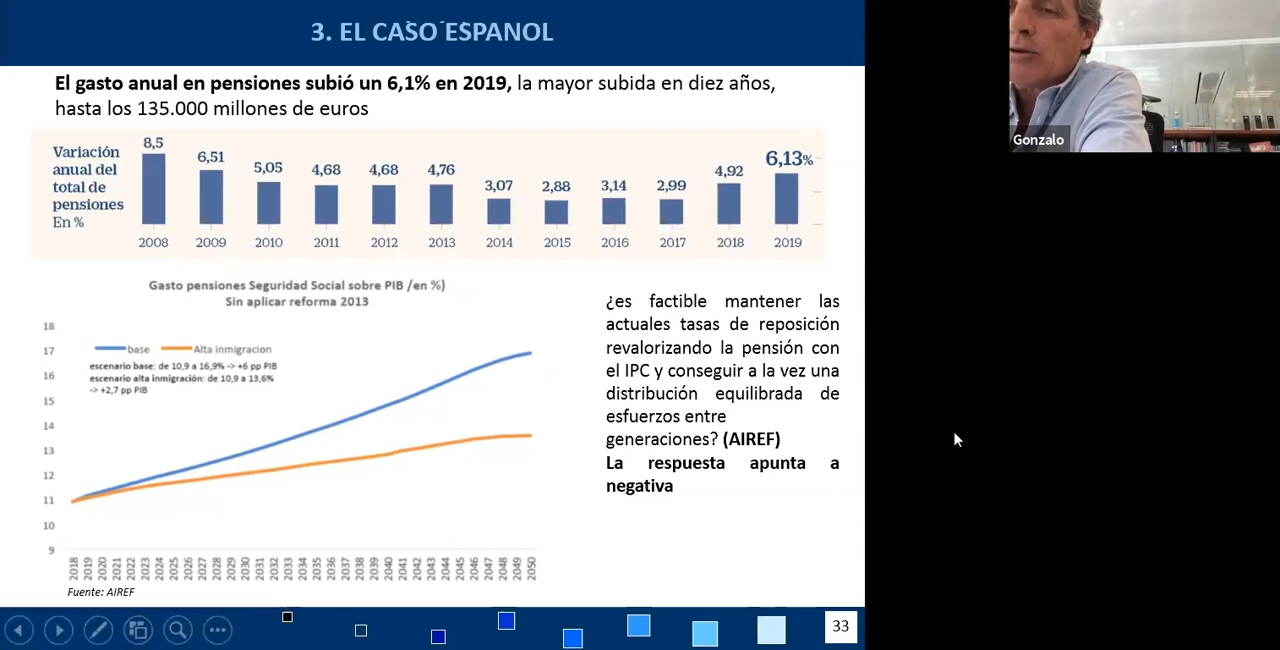 3. EL CASO ESPANOL
El gasto anual en pensiones subió un 6,1% en 2019, la mayor subida en diez años,
hasta los 135.000 millones de euros
Variación
anual del
total de
pensiones
En %
8,5
6,51
5,05
4,68
4,68
4,76
3,07
2,88
3,14
2,99
4,92
6,13%
2008
2009
2010
2011
2012
2013
2014
2015
2016
2017
2018
2019
Gasto pensiones Seguridad Social sobre PIB /en %)
Sin aplicar reforma 2013
18
17
16
15
14
13
12
11
10
9
base
Alta inmigracion
escenario base: de 10,9 a 16,9% -> +6 pp PIB
escenario alta inmigración: de 10,9 a 13,6%
-> +2,7 pp PIB
2018
2019
2020
2021
2022
2023
2024
2025
2026
2027
2028
2029
2030
2031
2032
2033
2034
2035
2036
2037
2038
2039
2040
2041
2042
2043
2044
2045
2046
2047
2048
2049
2050
Fuente: AIREF
¿es factible mantener las
actuales tasas de reposición
revalorizando la pensión con
el IPC y conseguir a la vez una
distribución equilibrada de
esfuerzos entre
generaciones? (AIREF)
La respuesta apunta a
negativa
33
Gonzalo